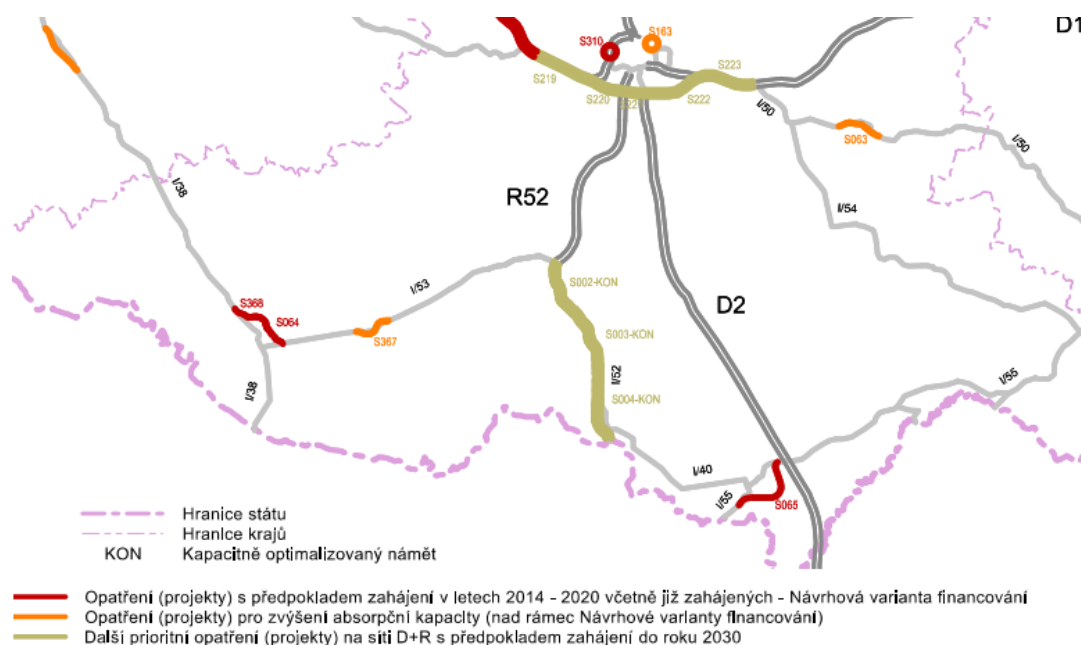 D1
S310
S163
S219
S223
S220
S222
I/50
S063
I/50
I/38
R52
I/54
S002-KON
I/53
S368
S064
S367
D2
S003-KON
I/52
S004-KON
I/38
I/55
I/40
I/55
S065
Hranice státu
Hranice krajů
KON Kapacitně optimalizovaný námět
Opatření (projekty) s předpokladem zahájení v letech 2014 - 2020 včetně již zahájených - Návrhová varianta financování
Opatření (projekty) pro zvýšení absorpční kapacity (nad rámec Návrhové varianty financování)
Další prioritní opatření (projekty) na síti D+R s předpokladem zahájení do roku 2030